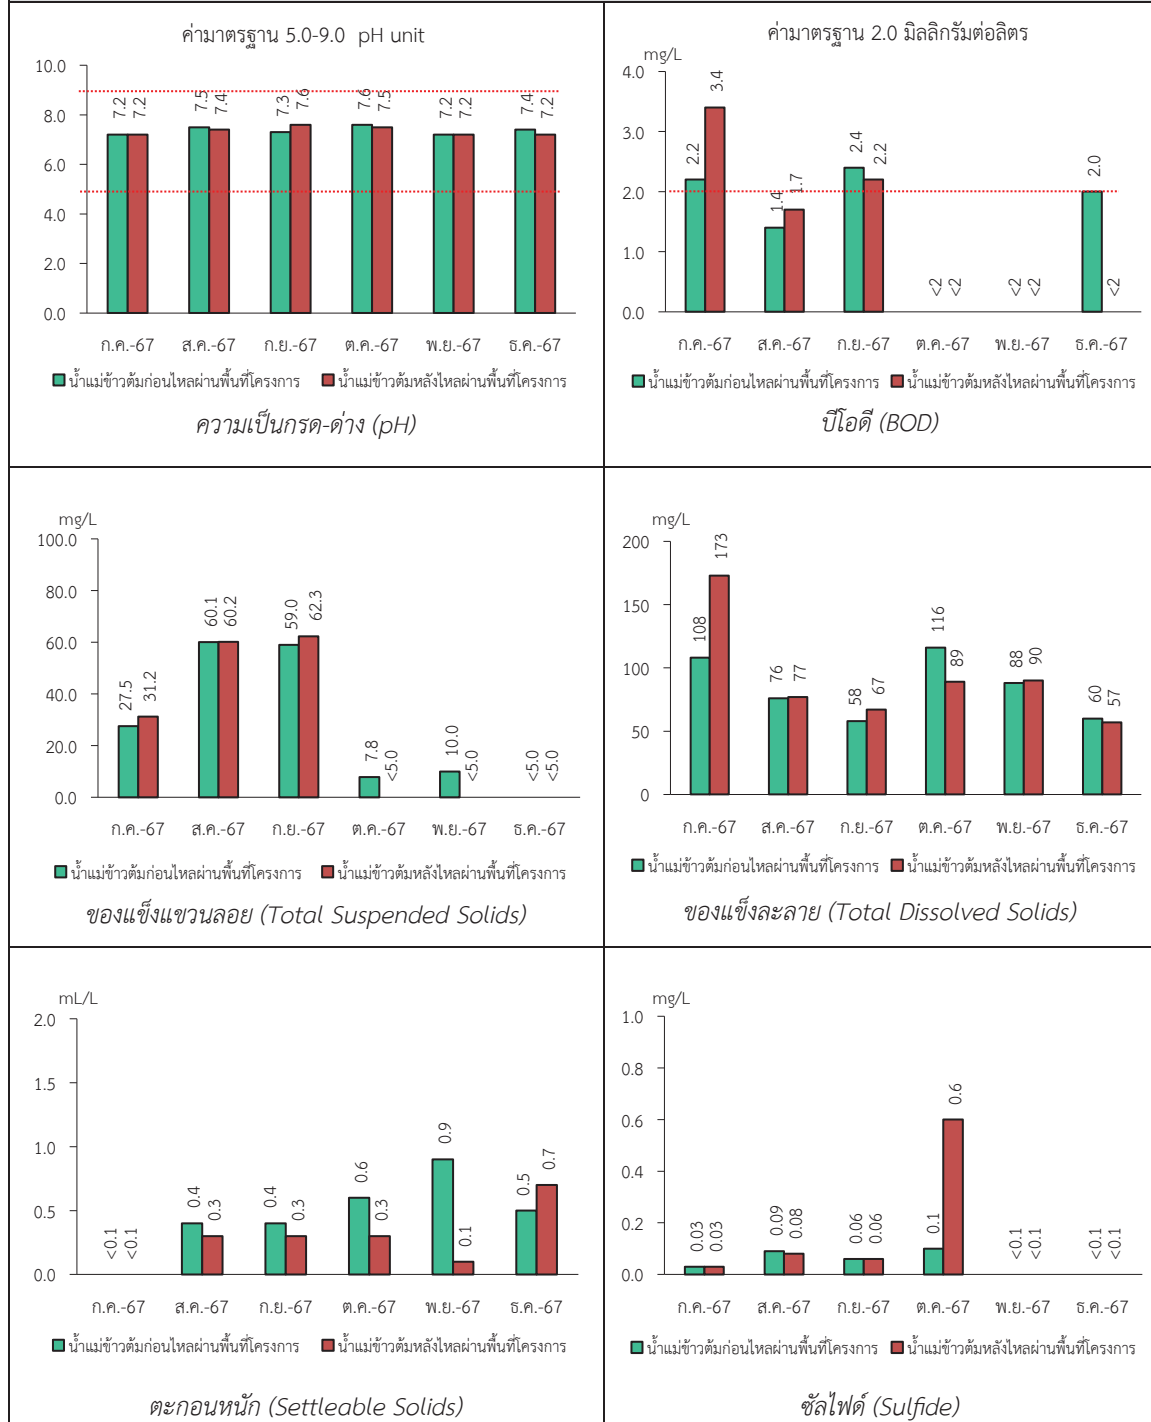 ค่ามาตรฐาน 5.0-9.0 pH unit
10.0
8.0
6.0
4.0
2.0
0.0
7.2 7.2 7.5 7.4 7.3 7.6 7.6 7.5 7.2 7.2 7.4 7.2
ก.ค.-67 ส.ค.-67 ก.ย.-67 ต.ค.-67 พ.ย.-67 ธ.ค.-67
น้ำแม่ข้าวต้มก่อนไหลผ่านพื้นที่โครงการ น้ำแม่ข้าวต้มหลังไหลผ่านพื้นที่โครงการ
ความเป็นกรด-ด่าง (pH)
ค่ามาตรฐาน 2.0 มิลลิกรัมต่อลิตร
mg/L
4.0
3.0
2.0
1.0
0.0
2.2 3.4 1.4 1.7 2.4 2.2 <2 <2 <2 <2 2.0 <2
ก.ค.-67 ส.ค.-67 ก.ย.-67 ต.ค.-67 พ.ย.-67 ธ.ค.-67
น้ำแม่ข้าวต้มก่อนไหลผ่านพื้นที่โครงการ น้ำแม่ข้าวต้มหลังไหลผ่านพื้นที่โครงการ
บีโอดี (BOD)
mg/L
100.0
80.0
60.0
40.0
20.0
0.0
27.5 31.2 60.1 60.2 59.0 62.3 7.8 <5.0 10.0 <5.0 <5.0 <5.0
ก.ค.-67 ส.ค.-67 ก.ย.-67 ต.ค.-67 พ.ย.-67 ธ.ค.-67
น้ำแม่ข้าวต้มก่อนไหลผ่านพื้นที่โครงการ น้ำแม่ข้าวต้มหลังไหลผ่านพื้นที่โครงการ
ของแข็งแขวนลอย (Total Suspended Solids)
mg/L
200
150
100
50
0
108 173 76 77 58 67 116 89 88 90 60 57
ก.ค.-67 ส.ค.-67 ก.ย.-67 ต.ค.-67 พ.ย.-67 ธ.ค.-67
น้ำแม่ข้าวต้มก่อนไหลผ่านพื้นที่โครงการ น้ำแม่ข้าวต้มหลังไหลผ่านพื้นที่โครงการ
ของแข็งละลาย (Total Dissolved Solids)
mL/L
2.0
1.5
1.0
0.5
0.0
<0.1 <0.1 0.4 0.3 0.4 0.3 0.6 0.3 0.9 0.1 0.5 0.7
ก.ค.-67 ส.ค.-67 ก.ย.-67 ต.ค.-67 พ.ย.-67 ธ.ค.-67
น้ำแม่ข้าวต้มก่อนไหลผ่านพื้นที่โครงการ น้ำแม่ข้าวต้มหลังไหลผ่านพื้นที่โครงการ
ตะกอนหนัก (Settleable Solids)
mg/L
1.0
0.8
0.6
0.4
0.2
0.0
0.03 0.03 0.09 0.08 0.06 0.06 0.1 0.6 <0.1 <0.1 <0.1 <0.1
ก.ค.-67 ส.ค.-67 ก.ย.-67 ต.ค.-67 พ.ย.-67 ธ.ค.-67
น้ำแม่ข้าวต้มก่อนไหลผ่านพื้นที่โครงการ น้ำแม่ข้าวต้มหลังไหลผ่านพื้นที่โครงการ
ซัลไฟด์ (Sulfide)